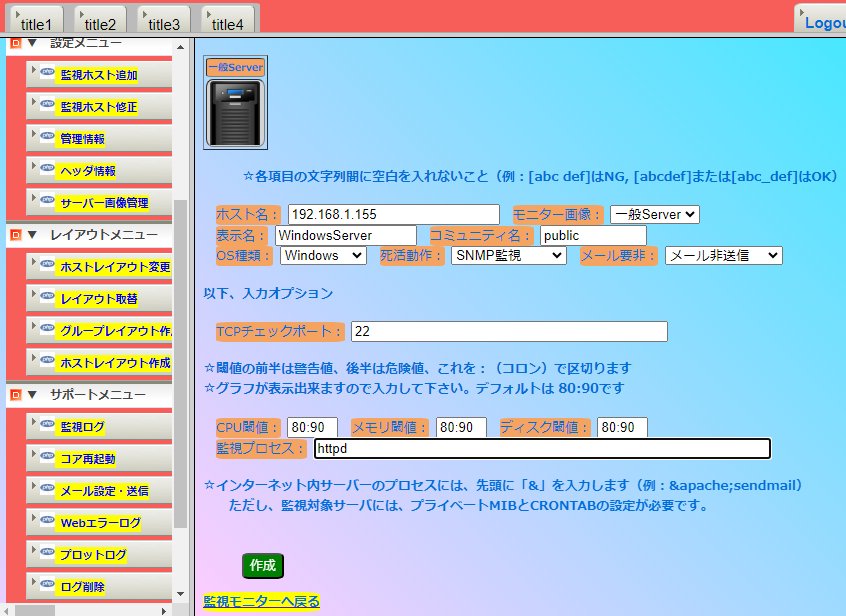 title1 title2 title3 title4 Logou
設定メニュー
監視ホスト追加
監視ホスト修正
管理情報
ヘッダ情報
サーバー画像管理
レイアウトメニュー
ホストレイアウト変更
レイアウト取替
グループレイアウト作
ホストレイアウト作成
サポートメニュー
監視ログ
コア再起動
メール設定・送信
Webエラーログ
プロットログ
ログ削除
一般Server
☆各項目の文字列間に空白を入れないこと（例：[abc def]はNG, [abcdef]または[abc_def]はOK）
ホスト名： 192.168.1.155 モニター画像： 一般Server
表示名： WindowsServer コミュニティ名： public
OS種類： Windows 死活動作： SNMP監視 メール要非： メール非送信
以下、入力オプション
TCPチェックポート： 22
☆閾値の前半は警告値、後半は危険値、これを：（コロン）で区切ります
☆グラフが表示出来ますので入力して下さい。デフォルトは 80:90です
CPU閾値： 80:90 メモリ閾値： 80:90 ディスク閾値： 80:90
監視プロセス： httpd
☆インターネット内サーバーのプロセスには、先頭に「&」を入力します（例：&apache;sendmail）
ただし、監視対象サーバには、プライベートMIBとCRONTABの設定が必要です。
作成
監視モニターへ戻る